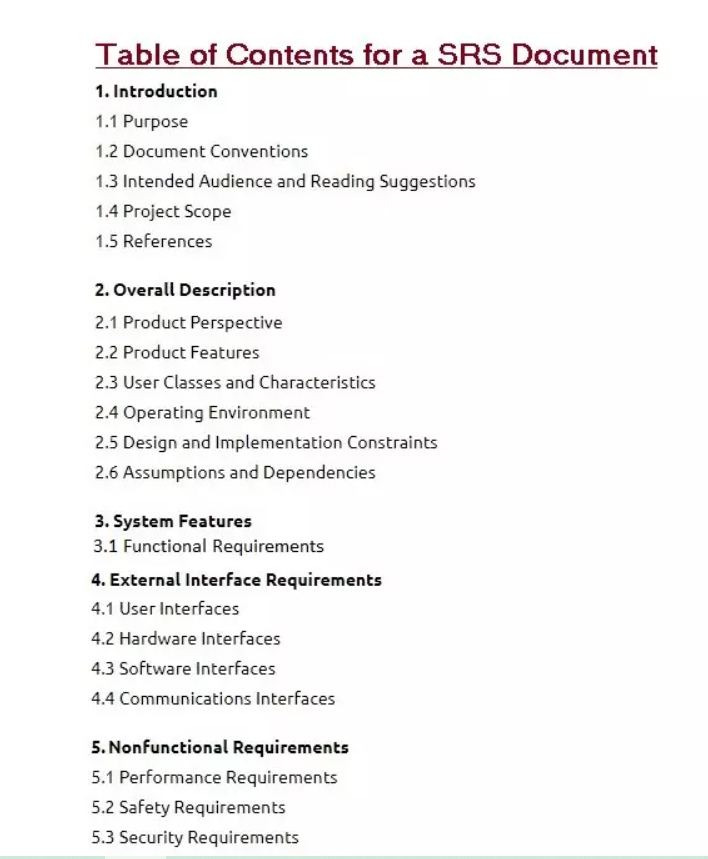 Table of Contents for a SRS Document
1. Introduction
1.1 Purpose
1.2 Document Conventions
1.3 Intended Audience and Reading Suggestions
1.4 Project Scope
1.5 References
2. Overall Description
2.1 Product Perspective
2.2 Product Features
2.3 User Classes and Characteristics
2.4 Operating Environment
2.5 Design and Implementation Constraints
2.6 Assumptions and Dependencies
3. System Features
3.1 Functional Requirements
4. External Interface Requirements
4.1 User Interfaces
4.2 Hardware Interfaces
4.3 Software Interfaces
4.4 Communications Interfaces
5. Nonfunctional Requirements
5.1 Performance Requirements
5.2 Safety Requirements
5.3 Security Requirements